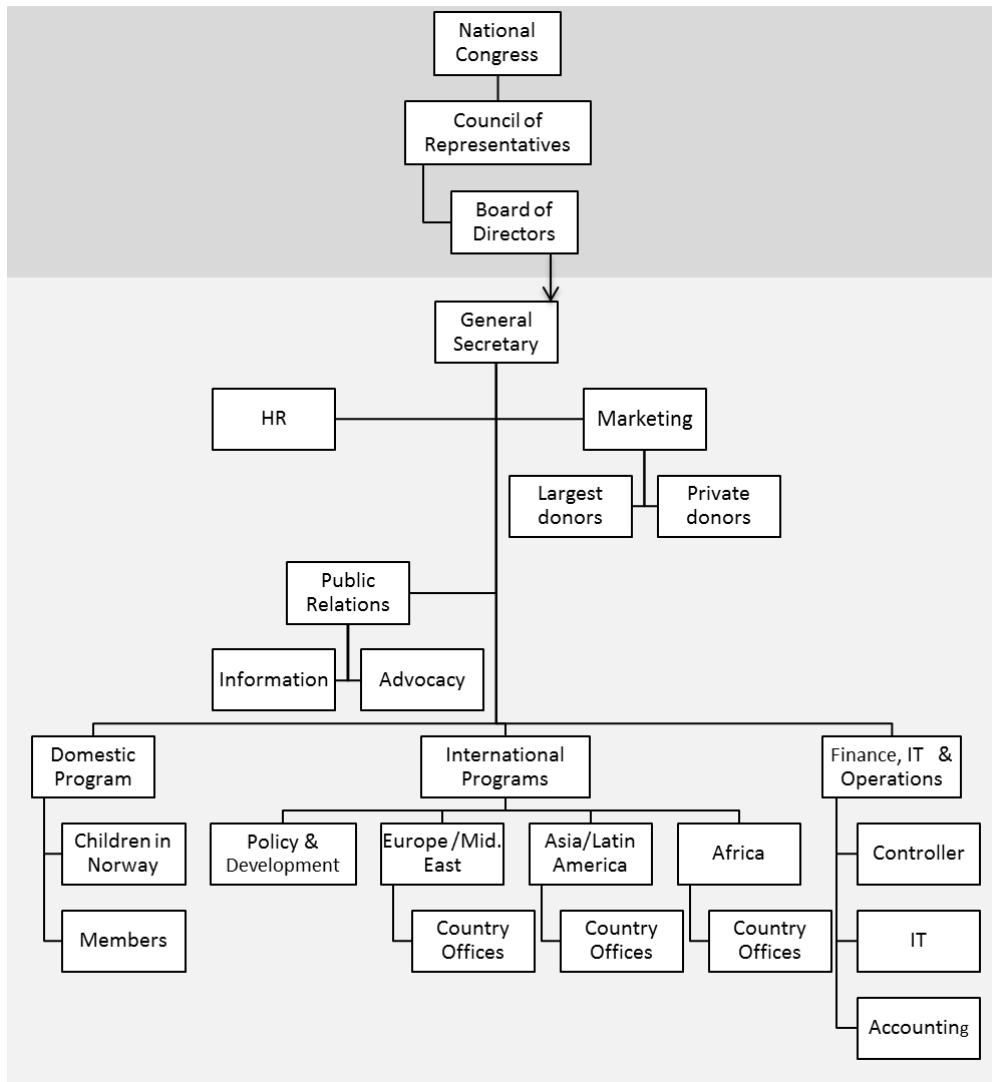 National
Congress
Council of
Representatives
Board of
Directors
General
Secretary
HR
Marketing
Largest
donors
Private
donors
Public
Relations
Information
Advocacy
Domestic
Program
International
Programs
Finance, IT &
Operations
Children in
Norway
Policy &
Development
Europe/Mid.
East
Asia/Latin
America
Africa
Controller
Members
Country
Offices
Country
Offices
Country
Offices
IT
Accounting